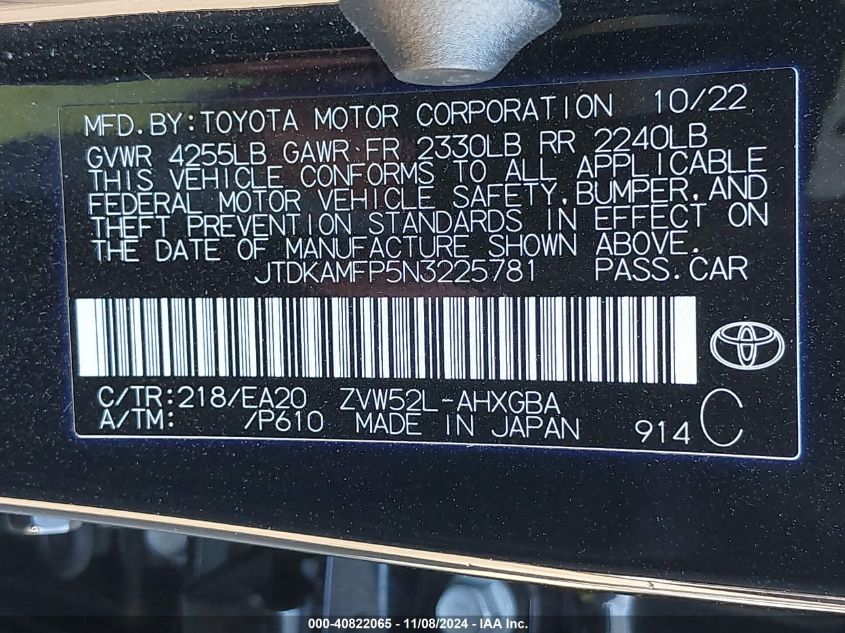 MFD.BY:TOYOTA MOTOR CORPORATION 10/22
GVWR 4255LB GAWR FR 2330LB RR 2240LB
THIS VEHICLE CONFORMS TO ALL APPLICABLE
FEDERAL MOTOR VEHICLE SAFETY,BUMPER,AND
THEFT PREVENTION STANDARDS IN EFFECT ON
THE DATE OF MANUFACTURE SHOWN ABOVE.
JTDKAMFP5N3225781 PASS.CAR
C/TR:218/EA20 ZVW52L-AHXGBA
A/TM: /P610 MADE IN JAPAN 914 C
000-40822065 - 11/08/2024 - IAA Inc.